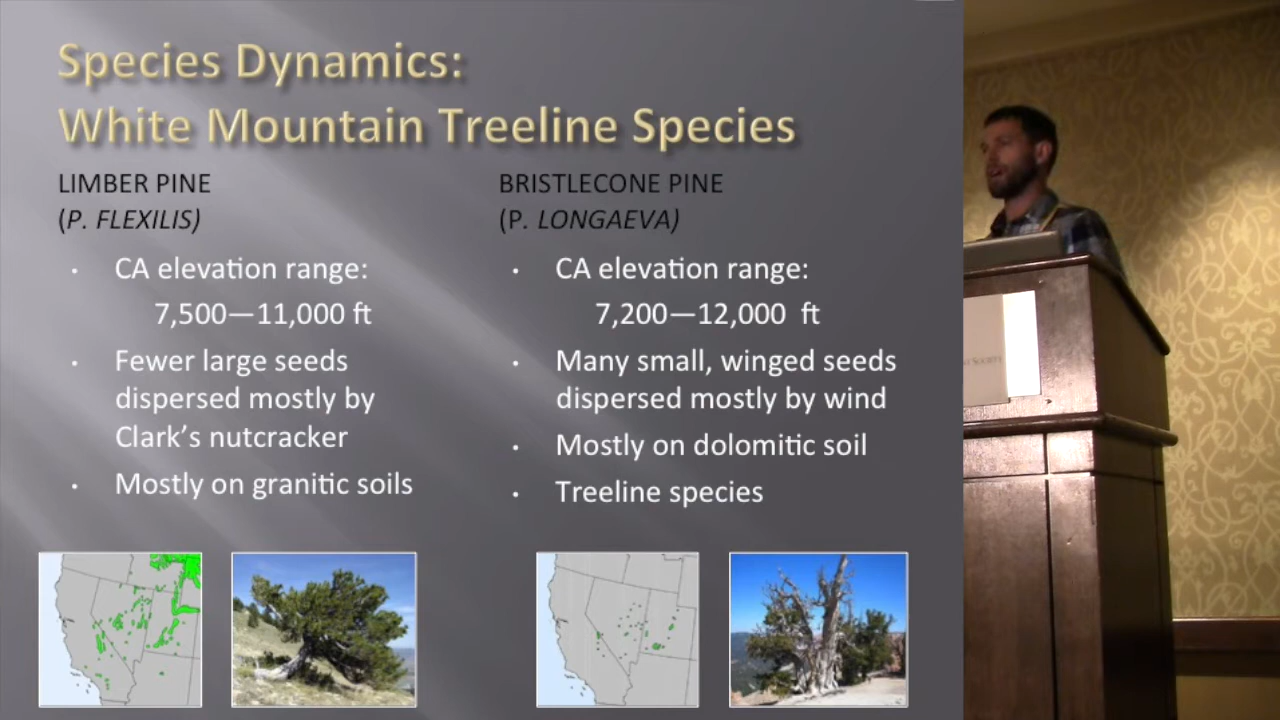 Species Dynamics:
White Mountain Treeline Species
LIMBER PINE
(P. FLEXILIS)
• CA elevation range:
7,500—11,000 ft
• Fewer large seeds
dispersed mostly by
Clark's nutcracker
• Mostly on granitic soils
BRISTLECONE PINE
(P. LONGAEVA)
• CA elevation range:
7,200—12,000 ft
• Many small, winged seeds
dispersed mostly by wind
• Mostly on dolomitic soil
• Treeline species